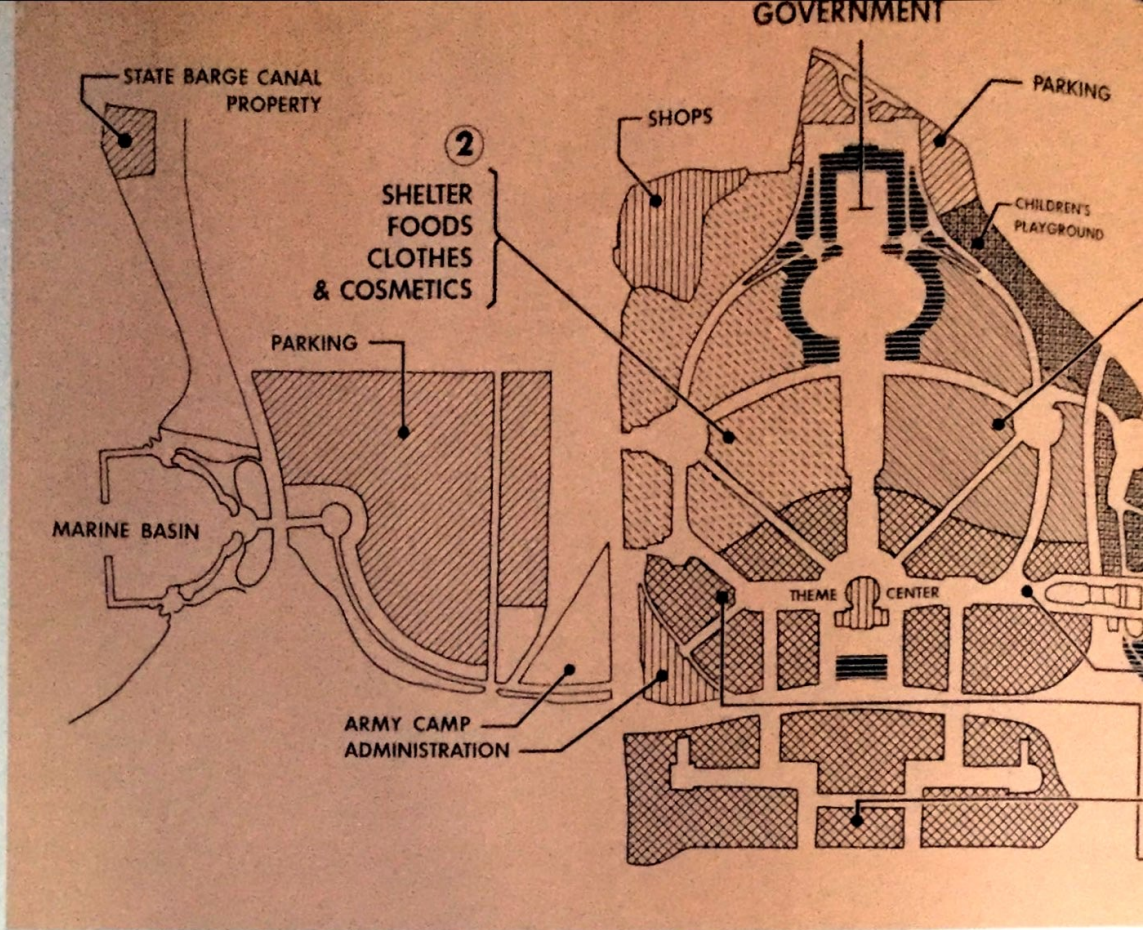 GOVERNMENT
STATE BARGE CANAL
PROPERTY
PARKING
SHOPS
2
SHELTER
FOODS
CLOTHES
& COSMETICS
CHILDREN'S
PLAYGROUND
PARKING
MARINE BASIN
THEME CENTER
ARMY CAMP
ADMINISTRATION